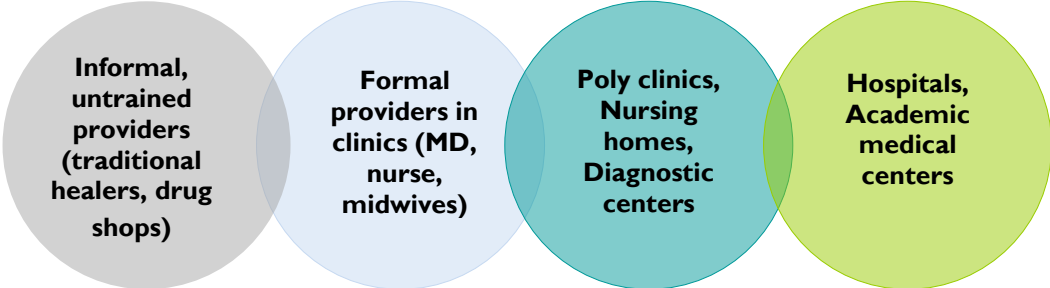 Informal,
untrained
providers
(traditional
healers, drug
shops)
Formal
providers in
clinics (MD,
nurse,
midwives)
Poly clinics,
Nursing
homes,
Diagnostic
centers
Hospitals,
Academic
medical
centers